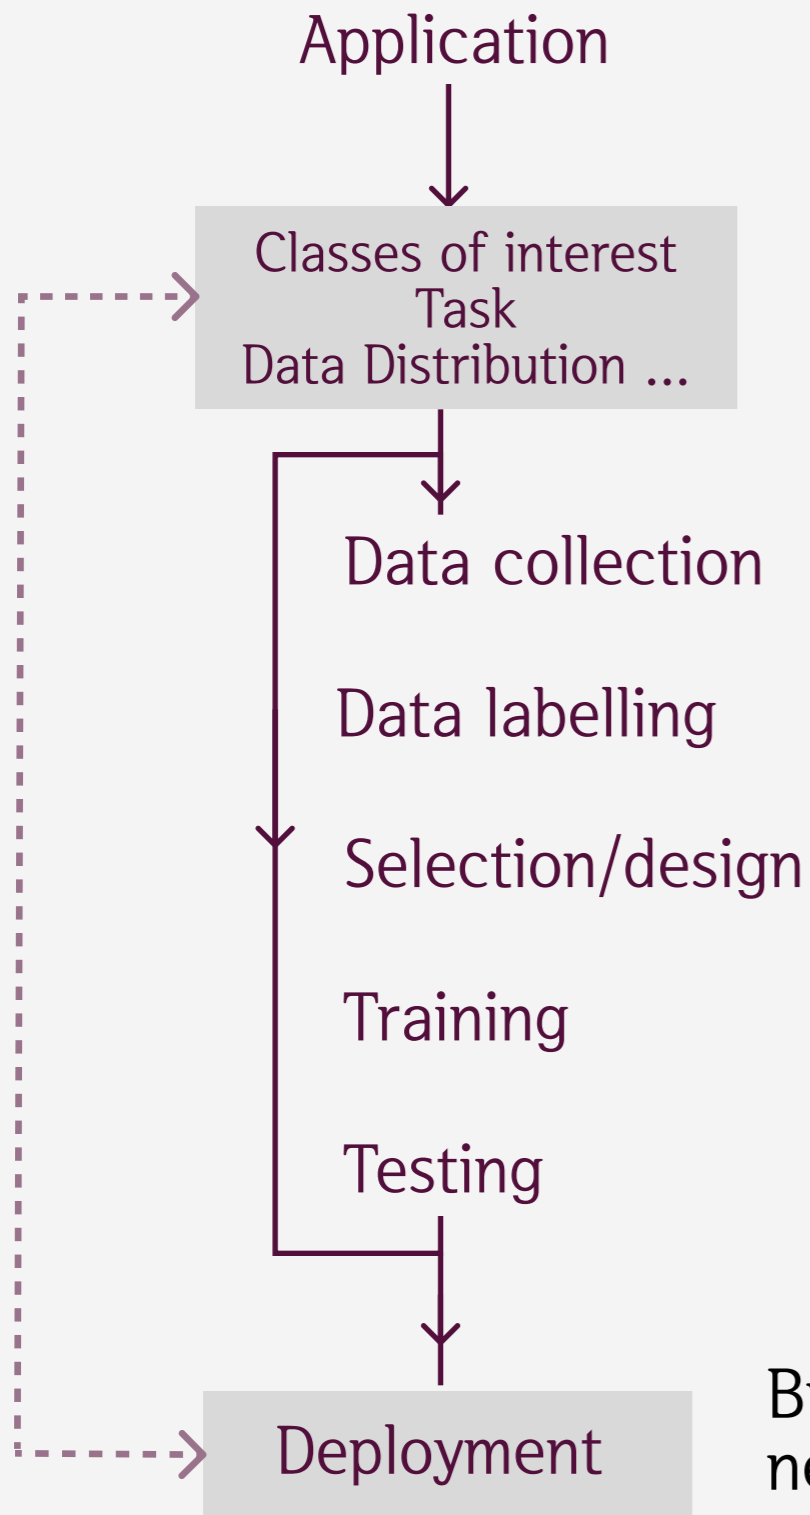 Application
Classes of interest
Task
Data Distribution ...
Data collection
Data labelling
Selection/design
Training
Testing
Deployment